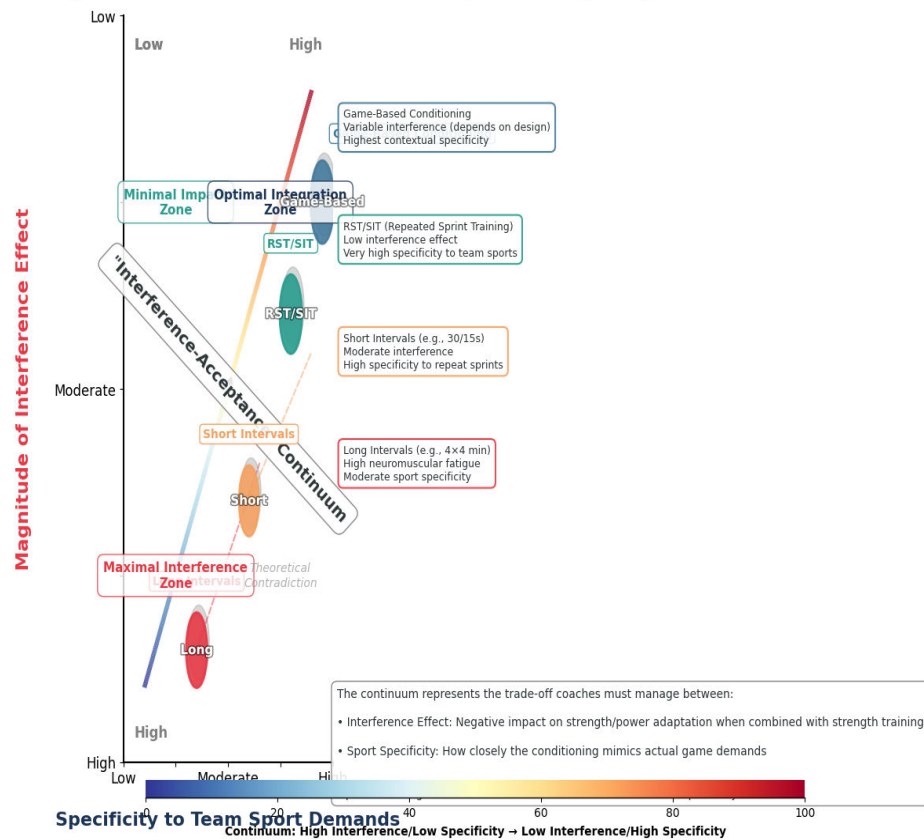 Low
Low
High
Game-Based Conditioning
Variable interference (depends on design)
Highest contextual specificity
Minimal
Zone
Optimal Integration
Zone
Game-Based
RST/SIT
RST/SIT (Repeated Sprint Training)
Low interference effect
Very high specificity to team sports
RST/SIT
Magnitude of Interference Effect
"Interference-Acceptance Continuum
Moderate
Short Intervals (e.g., 30/15s)
Moderate interference
High specificity to repeat sprints
Short Intervals
Long Intervals (e.g., 4×4 min)
High neuromuscular fatigue
Moderate sport specificity
Short
Maximal Interference
Zone
Intervals
Theoretical
Contradiction
Long
The continuum represents the trade-off coaches must manage between:
• Interference Effect: Negative impact on strength/power adaptation when combined with strength training
• Sport Specificity: How closely the conditioning mimics actual game demands
High
High
Low
Moderate
High
0 20 40 60 80 100
Specificity to Team Sport Demands
Continuum: High Interference/Low Specificity → Low Interference/High Specificity